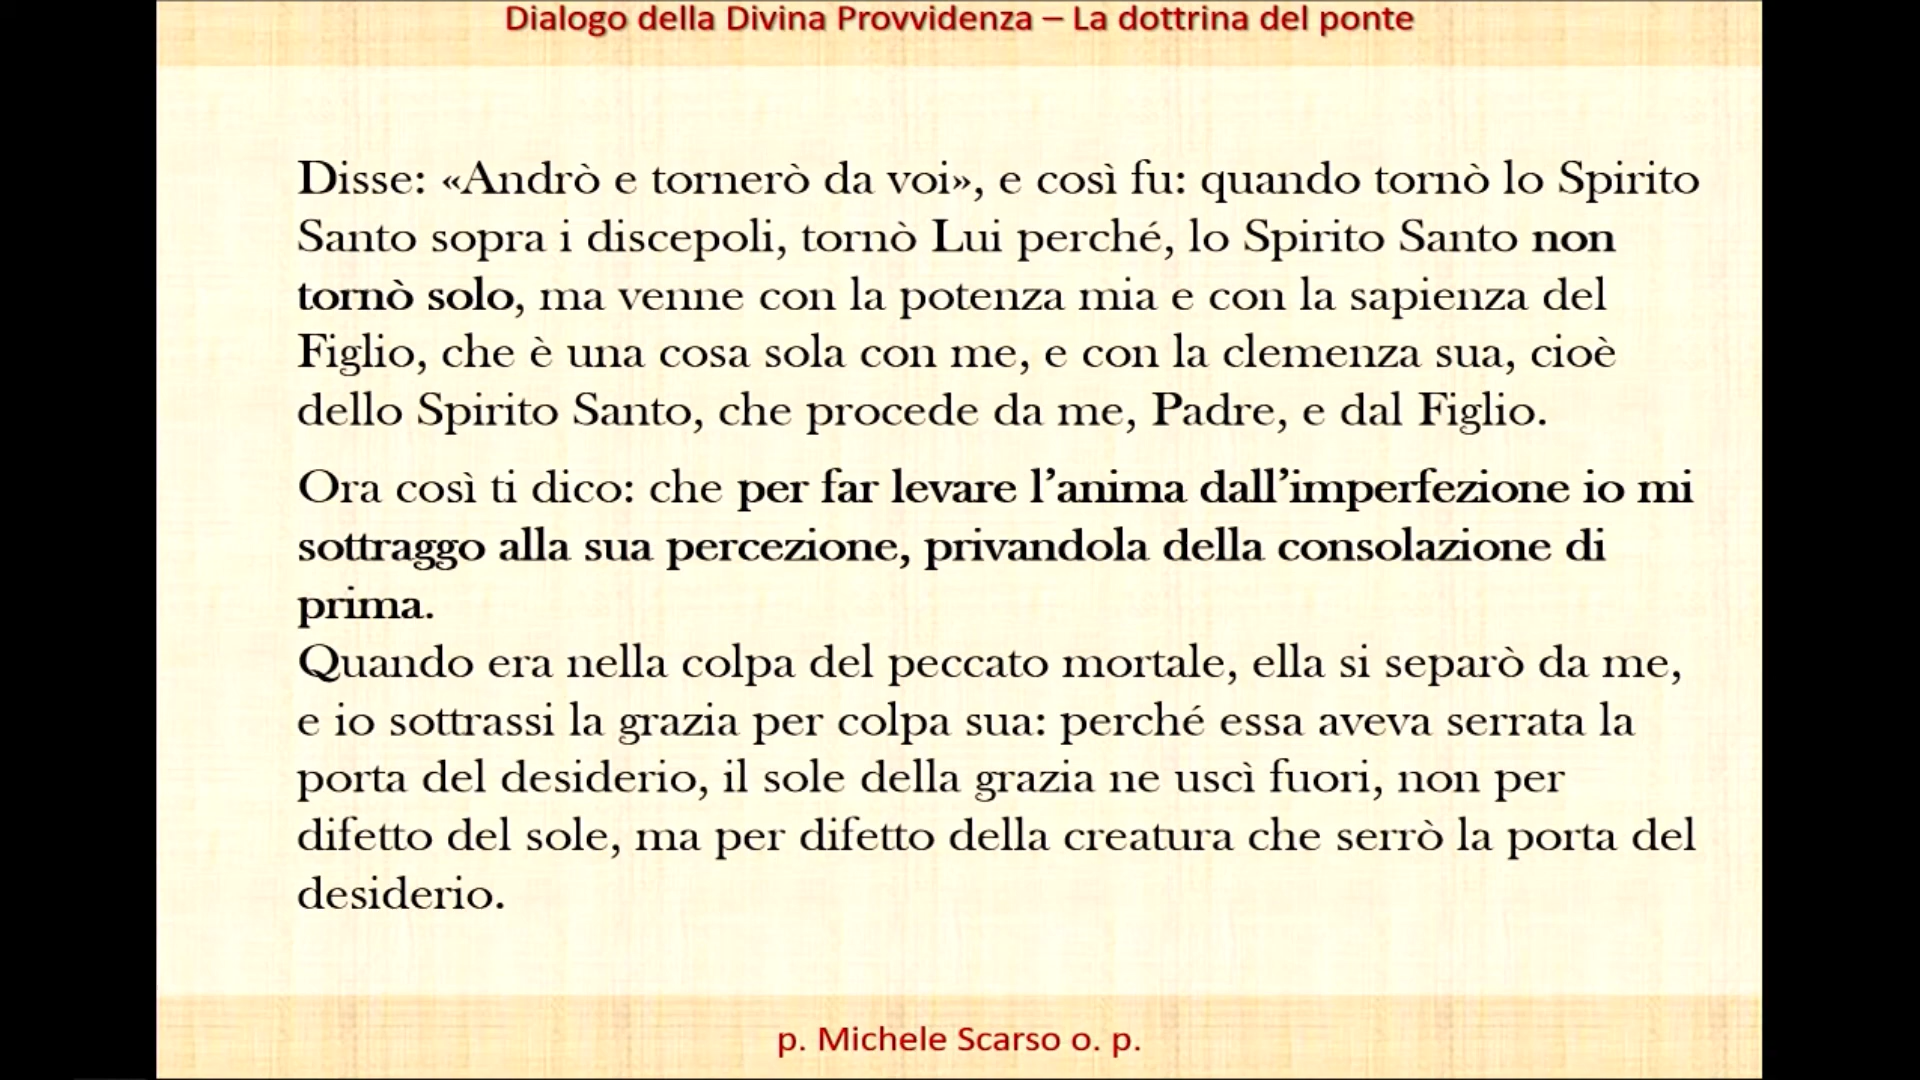 Dialogo della Divina Provvidenza – La dottrina del ponte
Disse: «Andrò e tornerò da voi», e così fu: quando tornò lo Spirito
Santo sopra i discepoli, tornò Lui perché, lo Spirito Santo non
tornò solo, ma venne con la potenza mia e con la sapienza del
Figlio, che è una cosa sola con me, e con la clemenza sua, cioè
dello Spirito Santo, che procede da me, Padre, e dal Figlio.
Ora così ti dico: che per far levare l’anima dall’imperfezione io mi
sottraggo alla sua percezione, privandola della consolazione di
prima.
Quando era nella colpa del peccato mortale, ella si separò da me,
e io sottrassi la grazia per colpa sua: perché essa aveva serrata la
porta del desiderio, il sole della grazia ne uscì fuori, non per
difetto del sole, ma per difetto della creatura che serrò la porta del
desiderio.
p. Michele Scarso o. p.